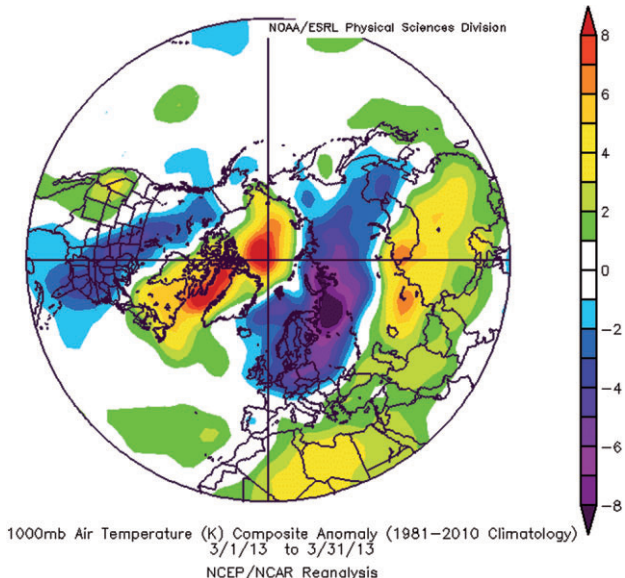 NOAA/ESRL Physical Sciences Division
8
6
4
2
0
−2
−4
−6
−8
1000mb Air Temperature (K) Composite Anomaly (1981−2010 Climatology)
3/1/13 to 3/31/13
NCEP/NCAR Reanalysis